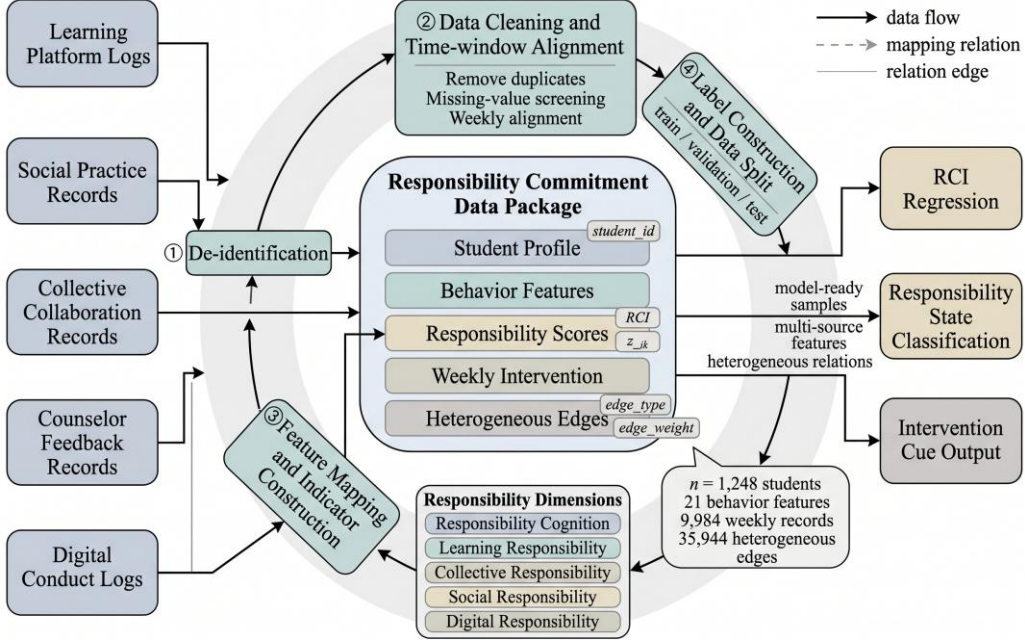 Learning
Platform Logs
Social Practice
Records
Collective
Collaboration
Records
Counselor
Feedback
Records
Digital
Conduct Logs
① De-identification
② Data Cleaning and
Time-window Alignment
Remove duplicates
Missing-value screening
Weekly alignment
④ Label Construction
and Data Split
train / validation / test
data flow
mapping relation
relation edge
Responsibility Commitment
Data Package
student_id
Student Profile
Behavior Features
RCI
Responsibility Scores
z_ik
Weekly Intervention
edge_type
Heterogeneous Edges
edge_weight
③ Feature Mapping
and Indicator
Construction
Responsibility Dimensions
Responsibility Cognition
Learning Responsibility
Collective Responsibility
Social Responsibility
Digital Responsibility
n = 1,248 students
21 behavior features
9,984 weekly records
35,944 heterogeneous
edges
model-ready
samples
multi-source
features
heterogeneous relations
RCI
Regression
Responsibility
State
Classification
Intervention
Cue Output